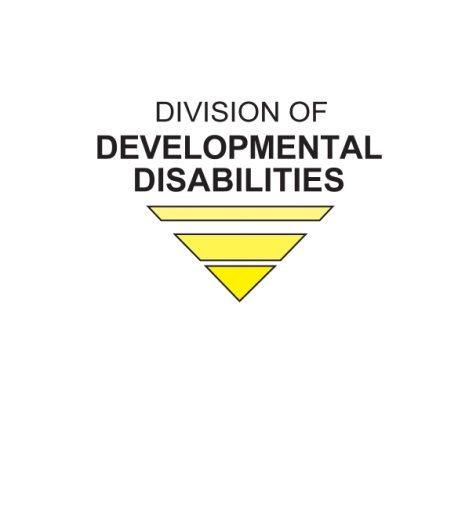 DIVISION OF
DEVELOPMENTAL
DISABILITIES